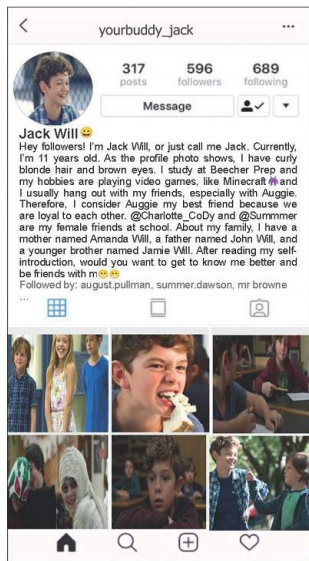 yourbuddy_jack
317 596 689
posts followers following
Message
Jack Will😀
Hey followers! I'm Jack Will, or just call me Jack. Currently,
I'm 11 years old. As the profile photo shows, I have curly
blonde hair and brown eyes. I study at Beecher Prep and
my hobbies are playing video games, like Minecraft👾and
I usually hang out with my friends, especially with Auggie.
Therefore, I consider Auggie my best friend because we
are loyal to each other. @Charlotte_CoDy and @Summmer
are my female friends at school. About my family, I have a
mother named Amanda Will, a father named John Will, and
a younger brother named Jamie Will. After reading my self-
introduction, would you want to get to know me better and
be friends with m😁😁
Followed by: august.pullman, summer.dawson, mr browne
...